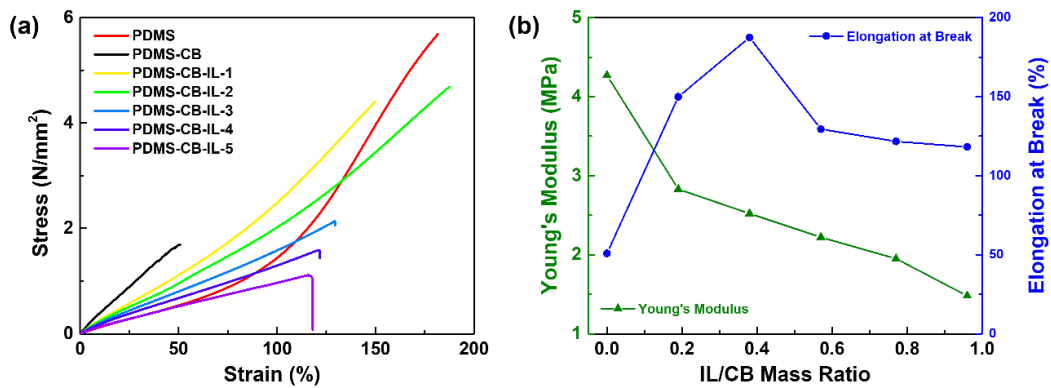 (a)
6
4
2
0
Stress (N/mm²)
PDMS
PDMS-CB
PDMS-CB-IL-1
PDMS-CB-IL-2
PDMS-CB-IL-3
PDMS-CB-IL-4
PDMS-CB-IL-5
0 50 100 150 200
Strain (%)
(b)
5
4
3
2
1
Young's Modulus (MPa)
Elongation at Break
Young's Modulus
200
150
100
50
0
Elongation at Break (%)
0.0 0.2 0.4 0.6 0.8 1.0
IL/CB Mass Ratio